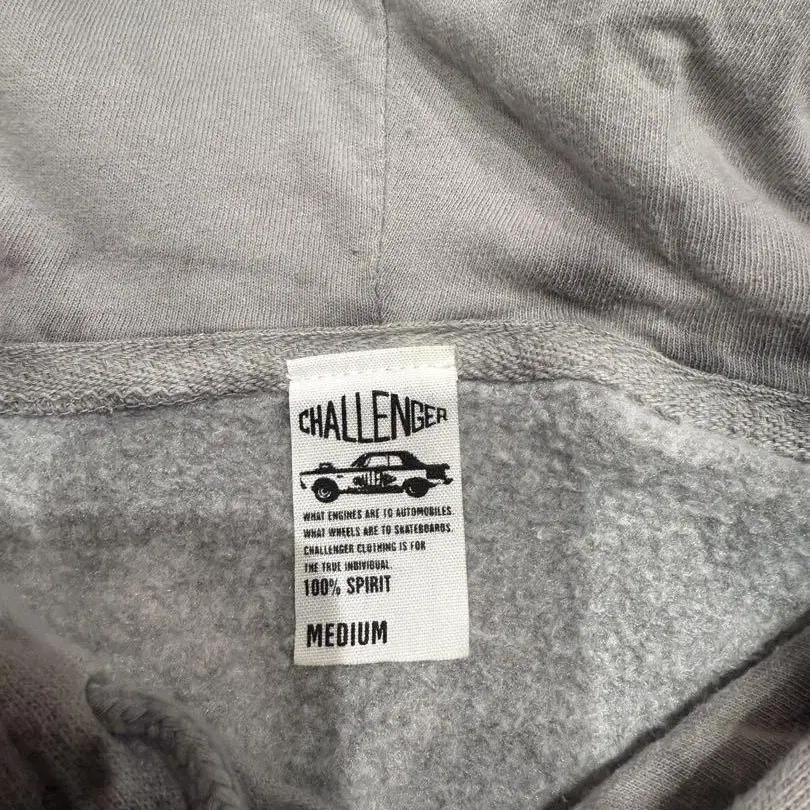 CHALLENGER
WHAT ENGINES ARE TO AUTOMOBILES.
WHAT WHEELS ARE TO SKATEBOARDS.
CHALLENGER CLOTHING IS FOR
THE TRUE INDIVIDUAL.
100% SPIRIT
MEDIUM